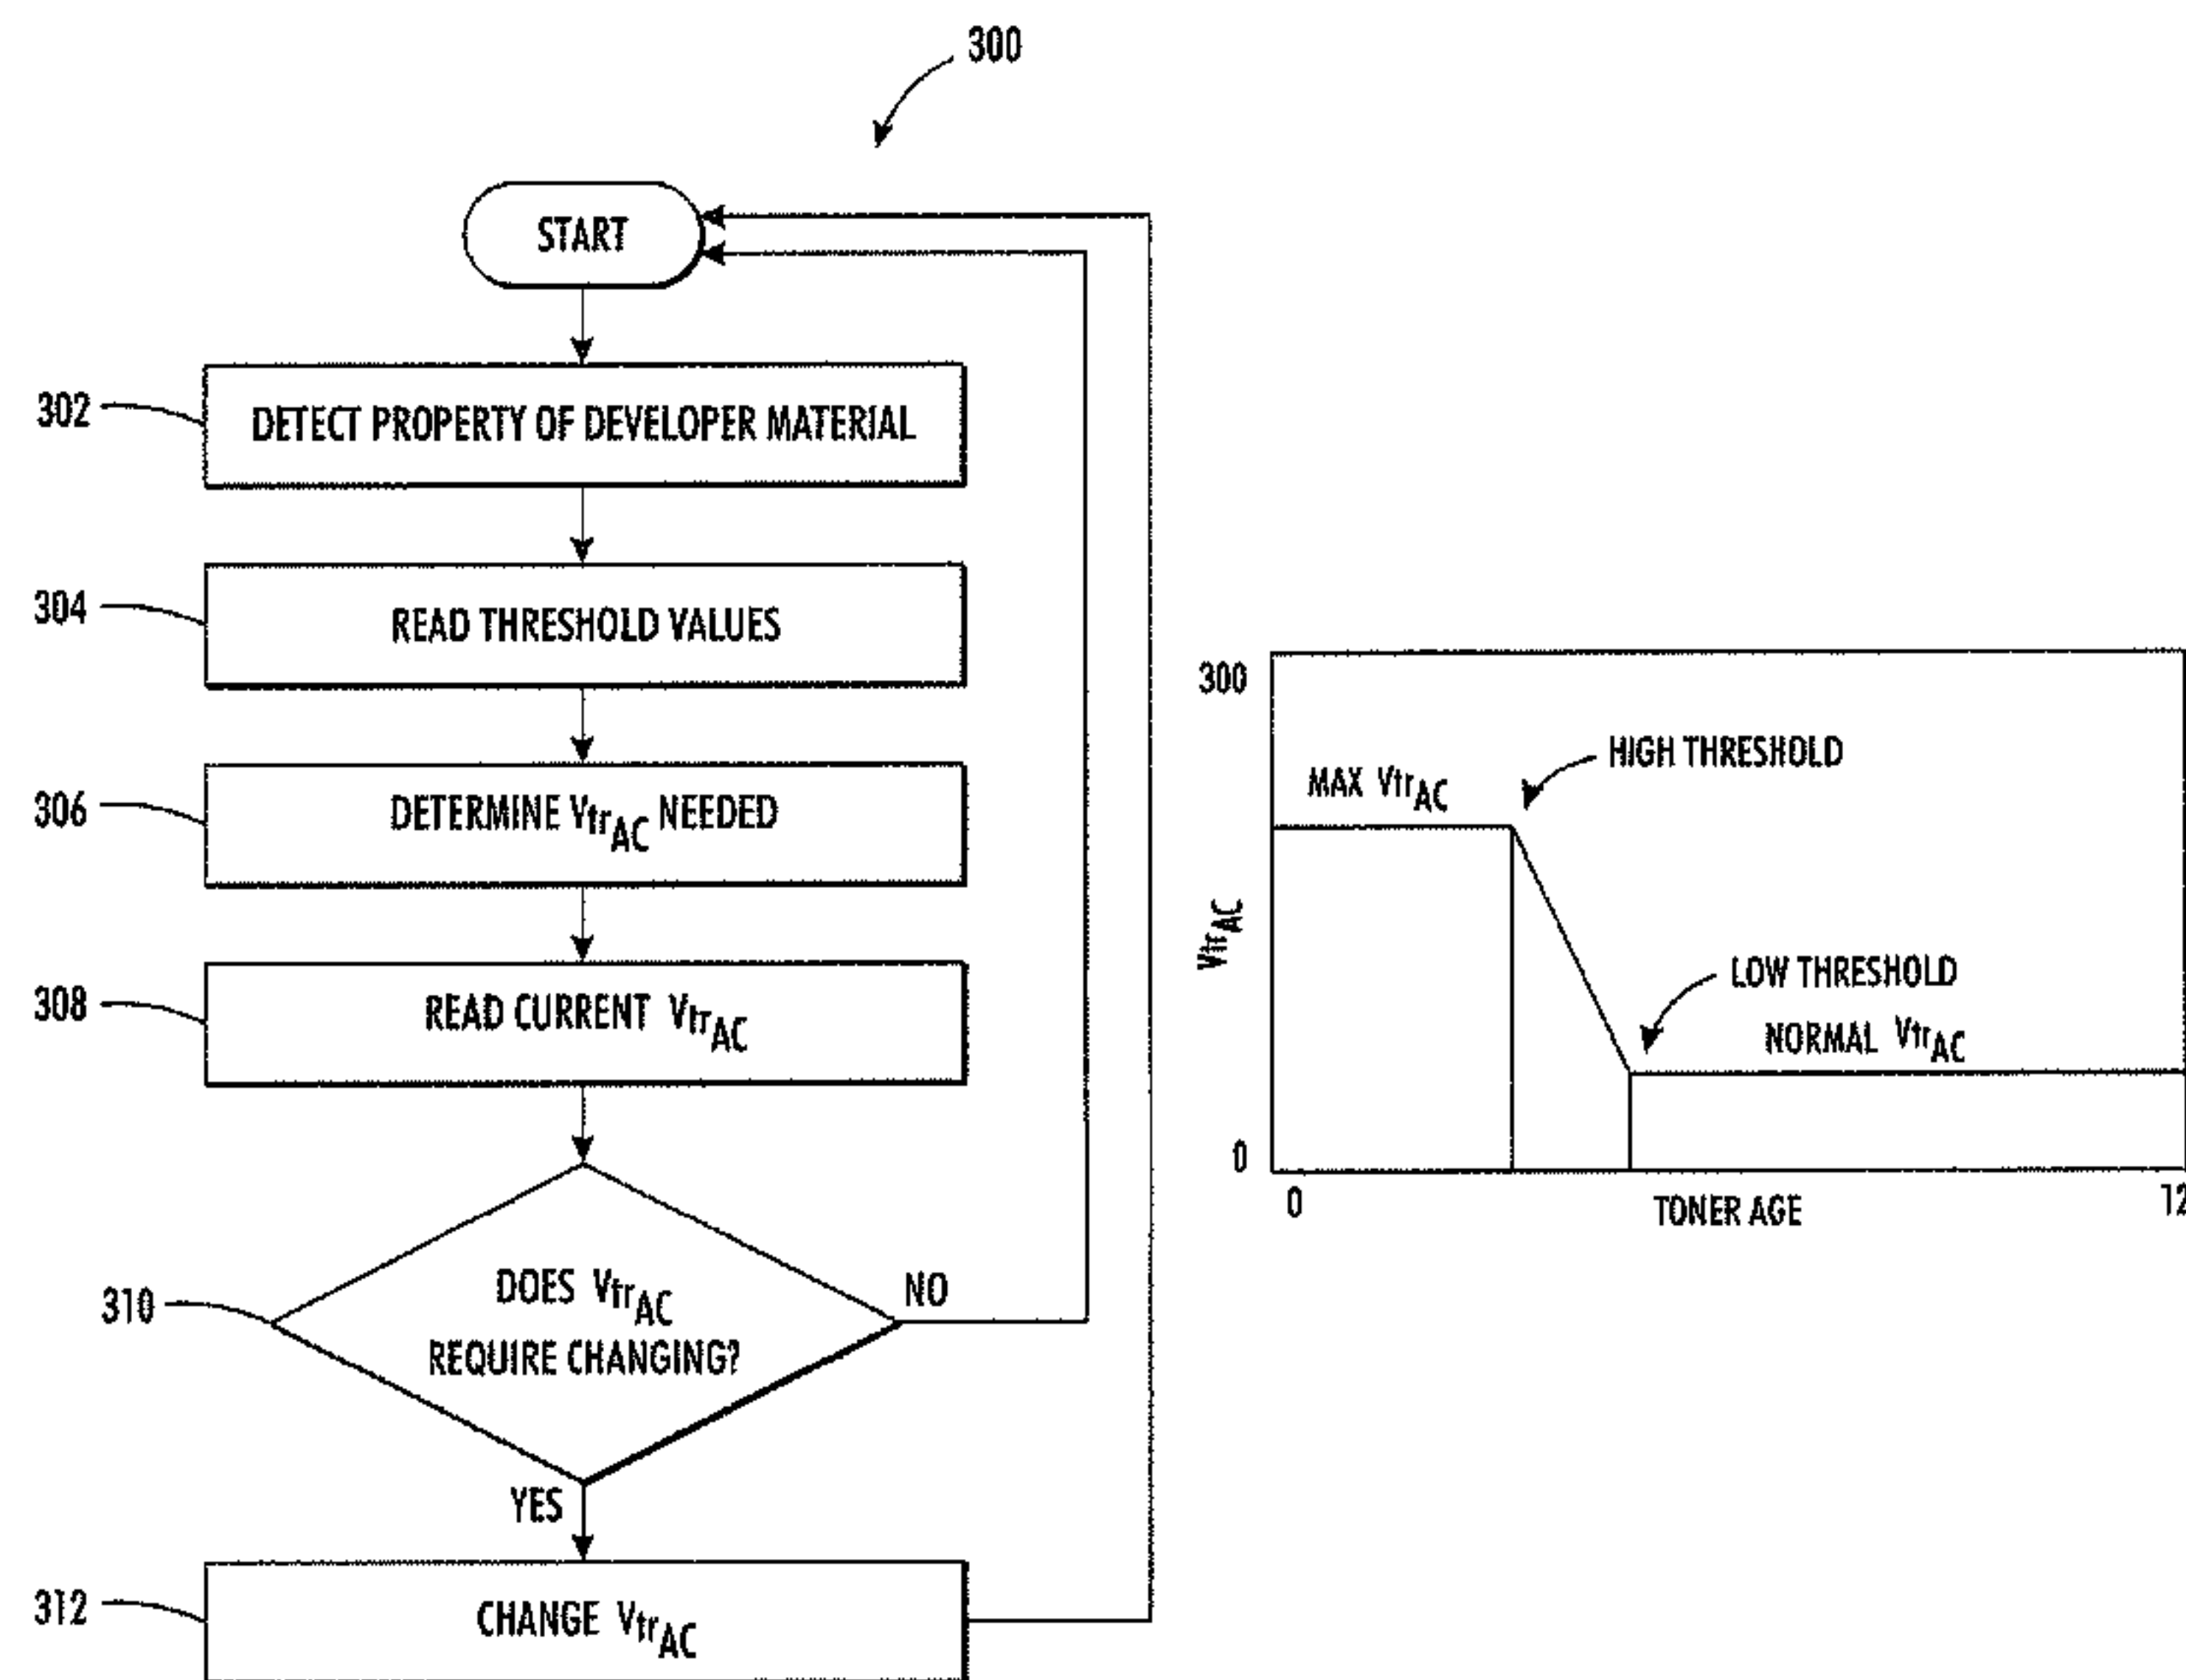 300
START
302
DETECT PROPERTY OF DEVELOPER MATERIAL
304
READ THRESHOLD VALUES
306
DETERMINE VtrAC NEEDED
308
READ CURRENT VtrAC
310
DOES VtrAC
REQUIRE CHANGING?
NO
YES
312
CHANGE VtrAC
300
MAX VtrAC
HIGH THRESHOLD
VtrAC
LOW THRESHOLD
NORMAL VtrAC
0
0
TONER AGE
12